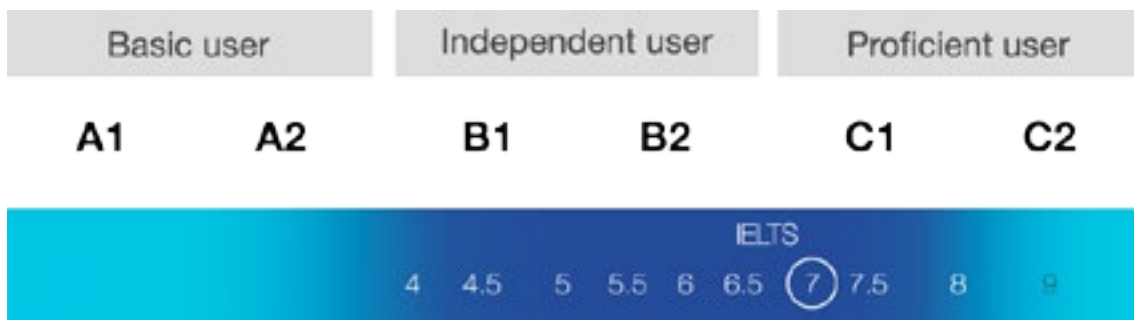 Basic user Independent user Proficient user
A1 A2 B1 B2 C1 C2
IELTS
4 4.5 5 5.5 6 6.5 7 7.5 8 9